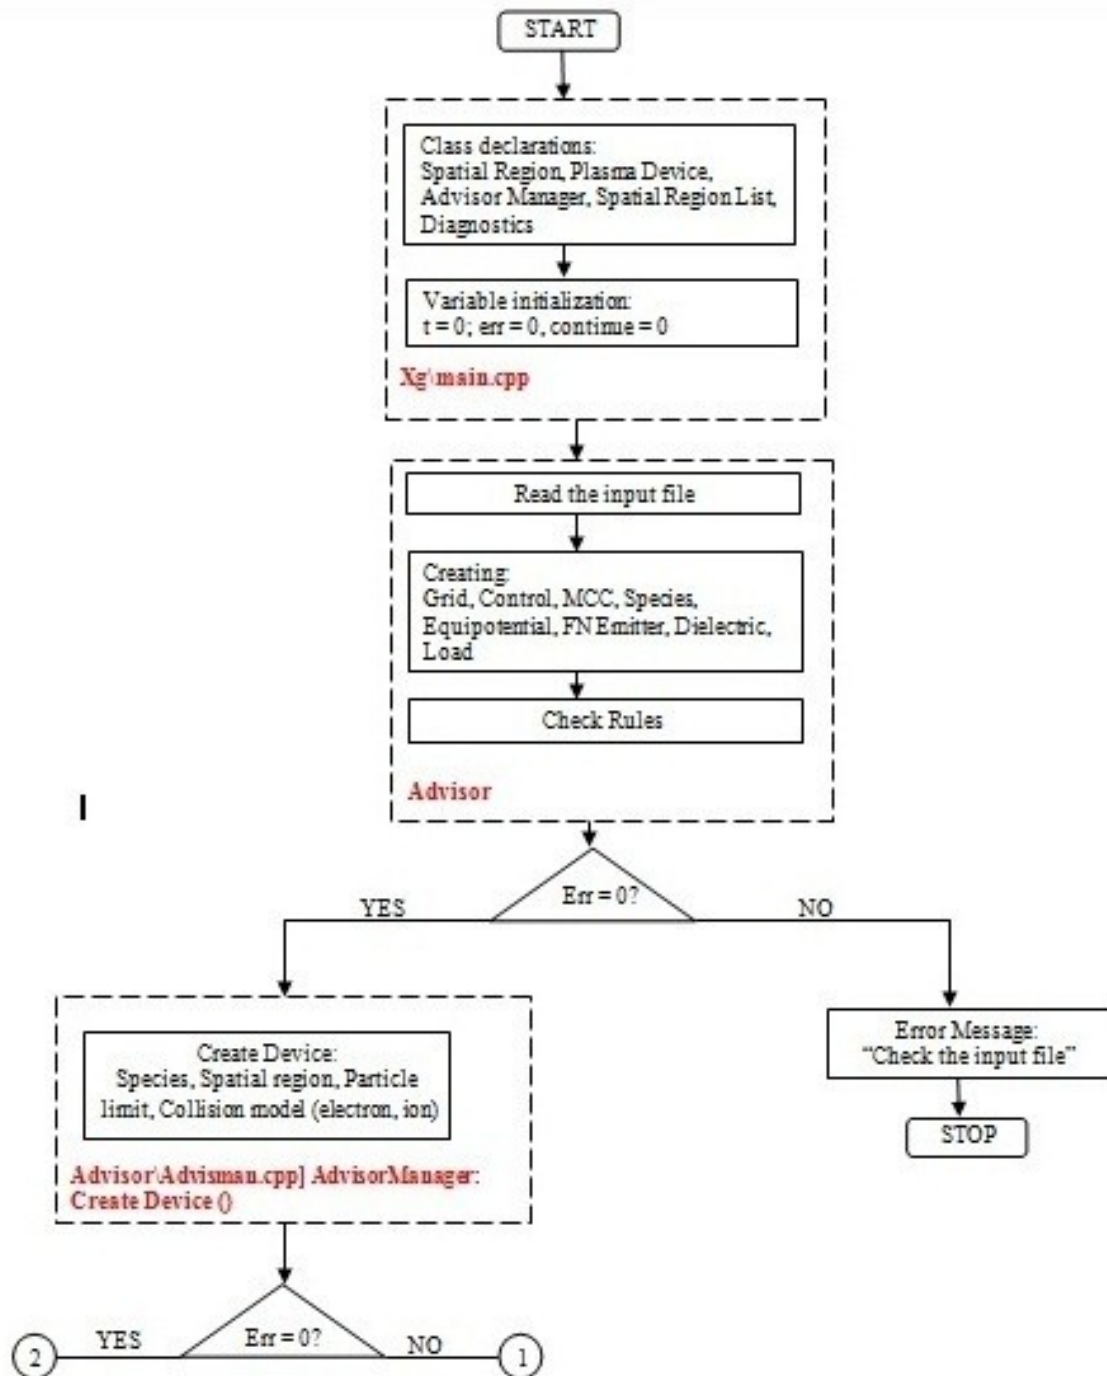 START
Class declarations:
Spatial Region, Plasma Device,
Advisor Manager, Spatial Region List,
Diagnostics
Variable initialization:
t = 0; err = 0, continue = 0
Xg\main.cpp
Read the input file
Creating:
Grid, Control, MCC, Species,
Equipotential, FN Emitter, Dielectric,
Load
Check Rules
Advisor
Err = 0?
YES
NO
Create Device:
Species, Spatial region, Particle
limit, Collision model (electron, ion)
Advisor\Advisman.cpp] AdvisorManager:
Create Device ()
Error Message:
“Check the input file”
STOP
Err = 0?
YES
NO
2
1